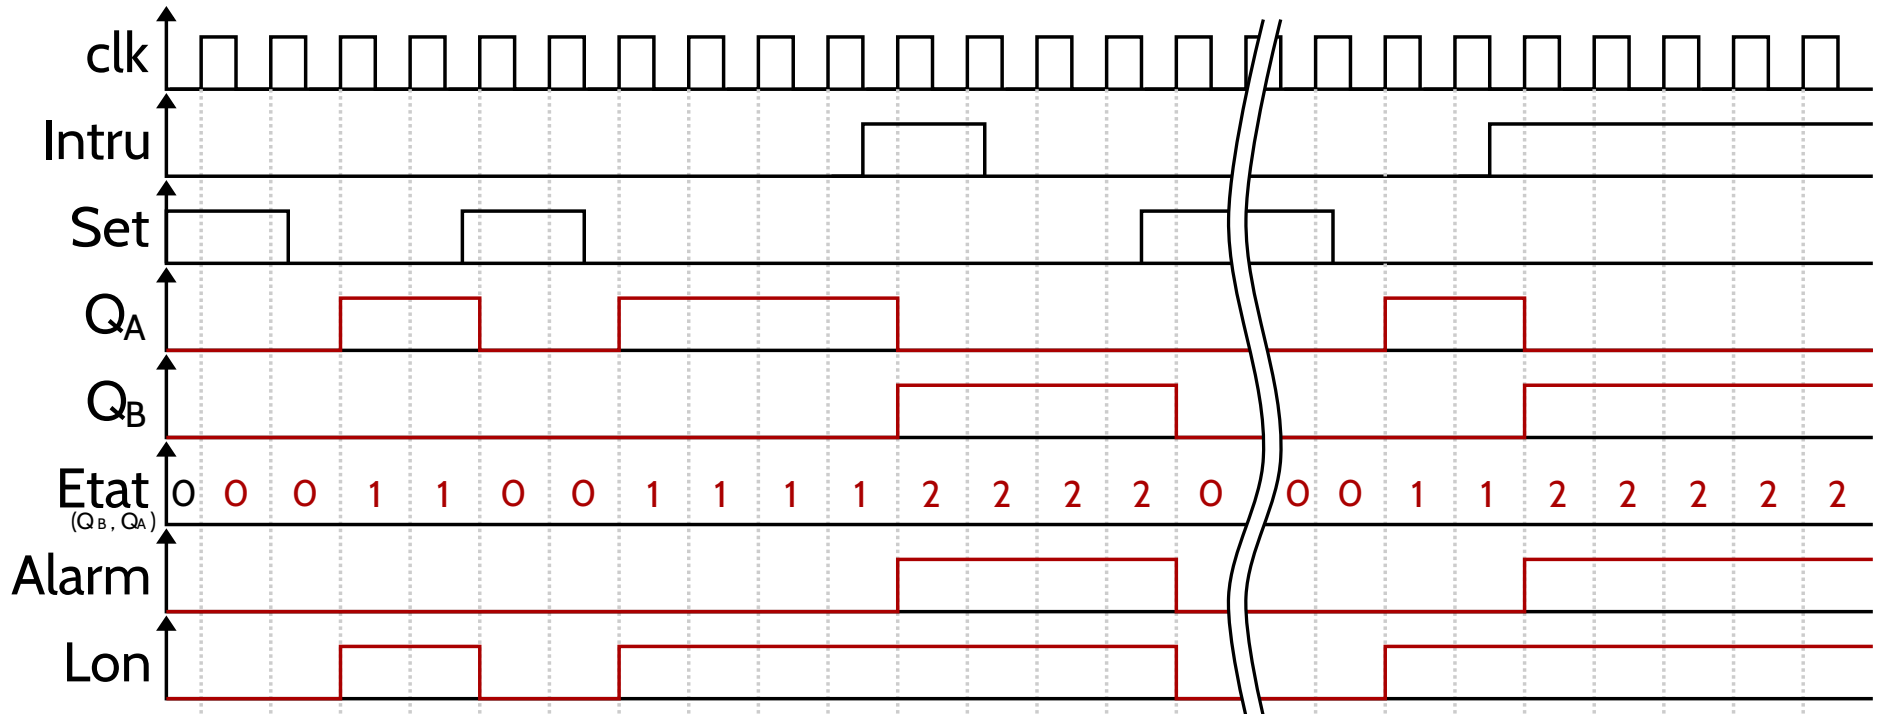 clk
Intru
Set
QA
QB
Etat 0 0 0 1 1 0 0 1 1 1 1 2 2 2 2 0 0 0 1 1 2 2 2 2 2
(QB, QA)
Alarm
Lon